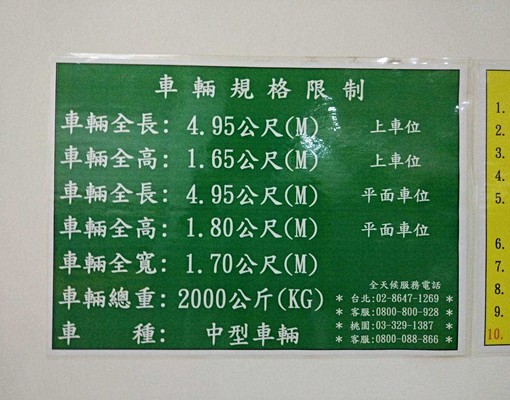 車輛規格限制
車輛全長: 4.95公尺(M) 上車位
車輛全高: 1.65公尺(M) 上車位
車輛全長: 4.95公尺(M) 平面車位
車輛全高: 1.80公尺(M) 平面車位
車輛全寬: 1.70公尺(M)
車輛總重: 2000公斤(KG)
車 種: 中型車輛
全天候服務電話
* 台北:02-8647-1269 *
* 客服:0800-800-928 *
* 桃園:03-329-1387 *
* 客服:0800-088-866 *
1.
2.
3.
4.
5.
6.
7.
8.
9.
10.